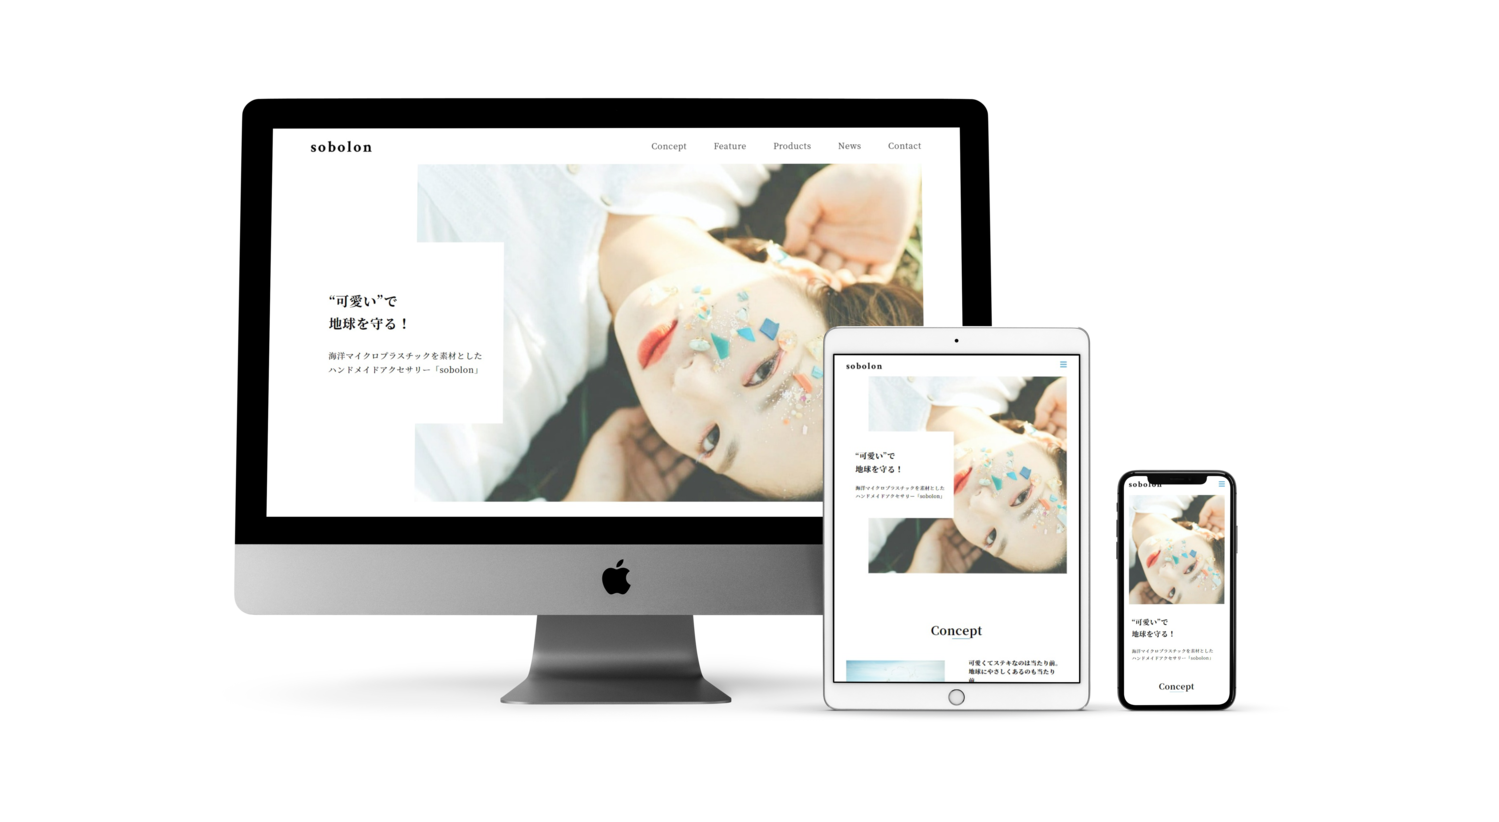 sobolon
Concept Feature Products News Contact
“可愛い”で
地球を守る！
海洋マイクロプラスチックを素材とした
ハンドメイドアクセサリー「sobolon」
sobolon
“可愛い”で
地球を守る！
海洋マイクロプラスチックを素材とした
ハンドメイドアクセサリー「sobolon」
Concept
可愛くてステキなのは当たり前。
地球にやさしくあるのも当たり
前
sobolon
“可愛い”で
地球を守る！
海洋マイクロプラスチックを素材とした
ハンドメイドアクセサリー「sobolon」
Concept